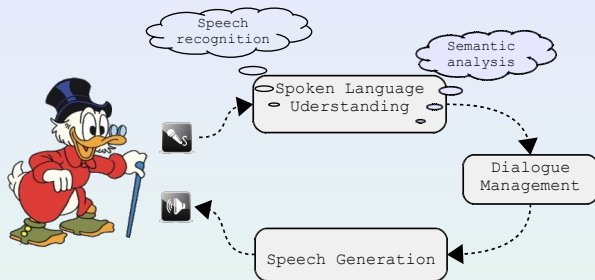 Speech
recognition
Semantic
analysis
Spoken Language
Uderstanding
Dialogue
Management
Speech Generation